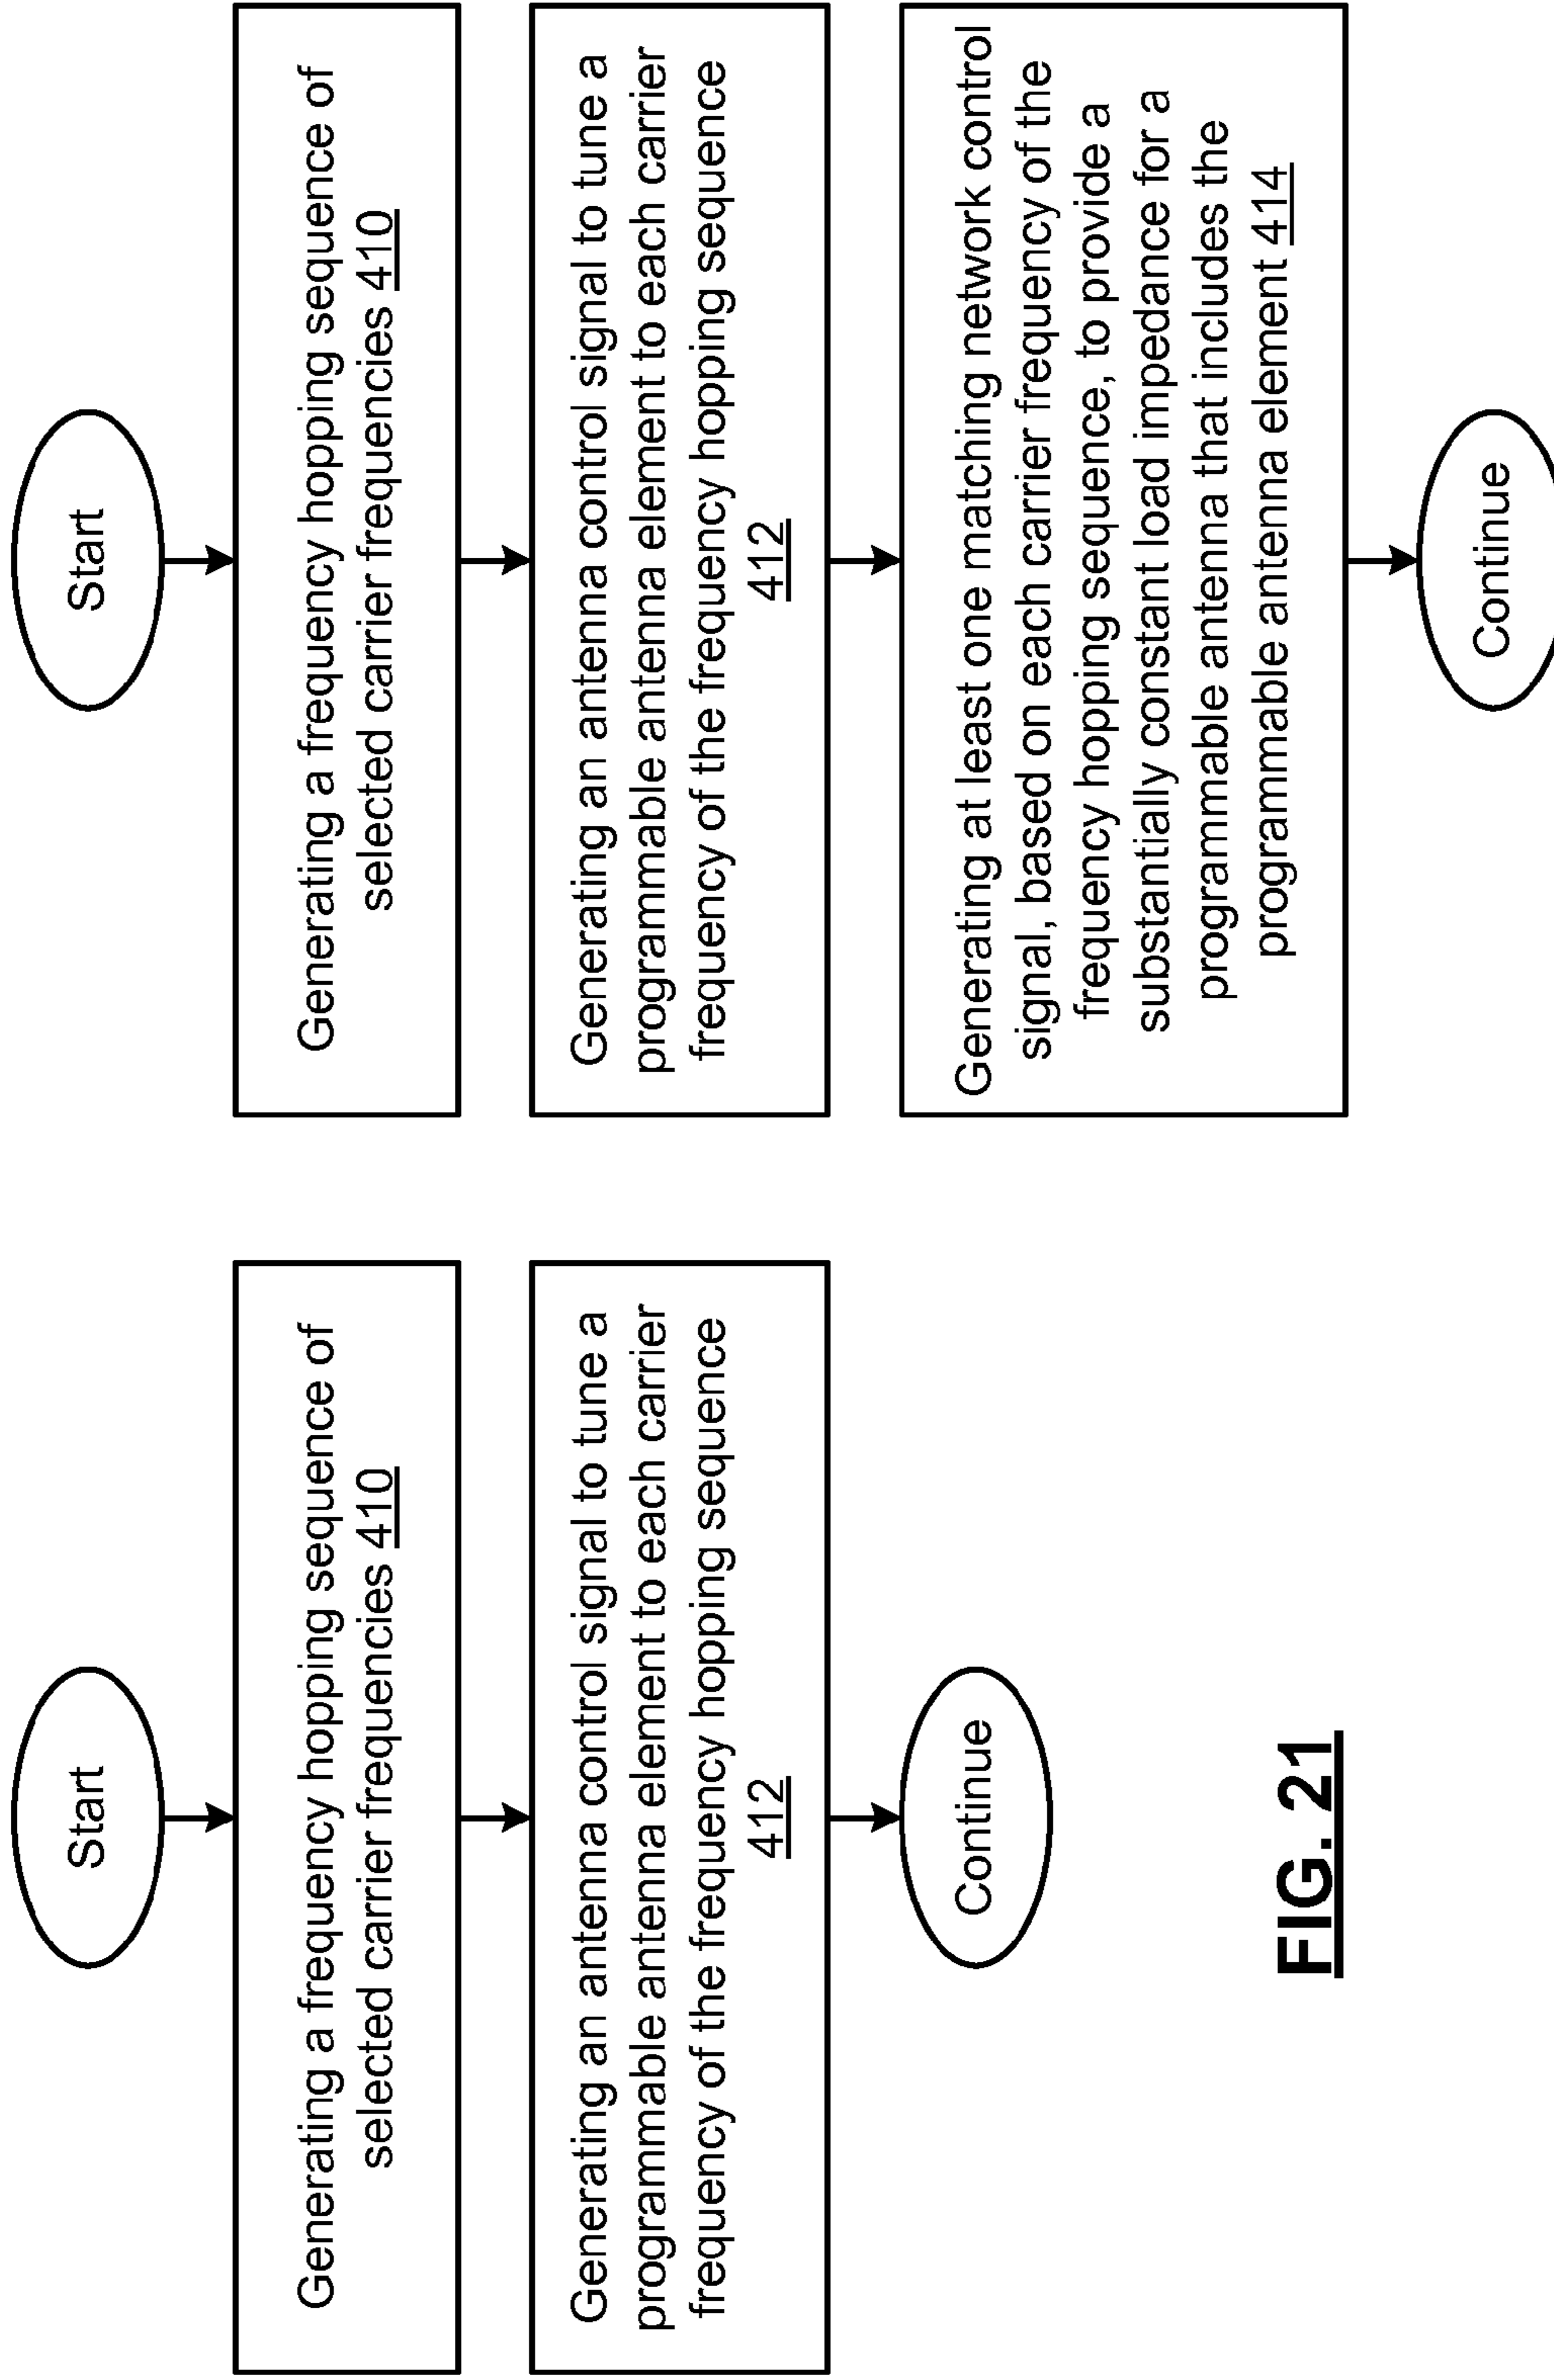 Start
Generating a frequency hopping sequence of
selected carrier frequencies 410
Generating an antenna control signal to tune a
programmable antenna element to each carrier
frequency of the frequency hopping sequence
412
Continue
FIG. 21
Start
Generating a frequency hopping sequence of
selected carrier frequencies 410
Generating an antenna control signal to tune a
programmable antenna element to each carrier
frequency of the frequency hopping sequence
412
Generating at least one matching network control
signal, based on each carrier frequency of the
frequency hopping sequence, to provide a
substantially constant load impedance for a
programmable antenna that includes the
programmable antenna element 414
Continue